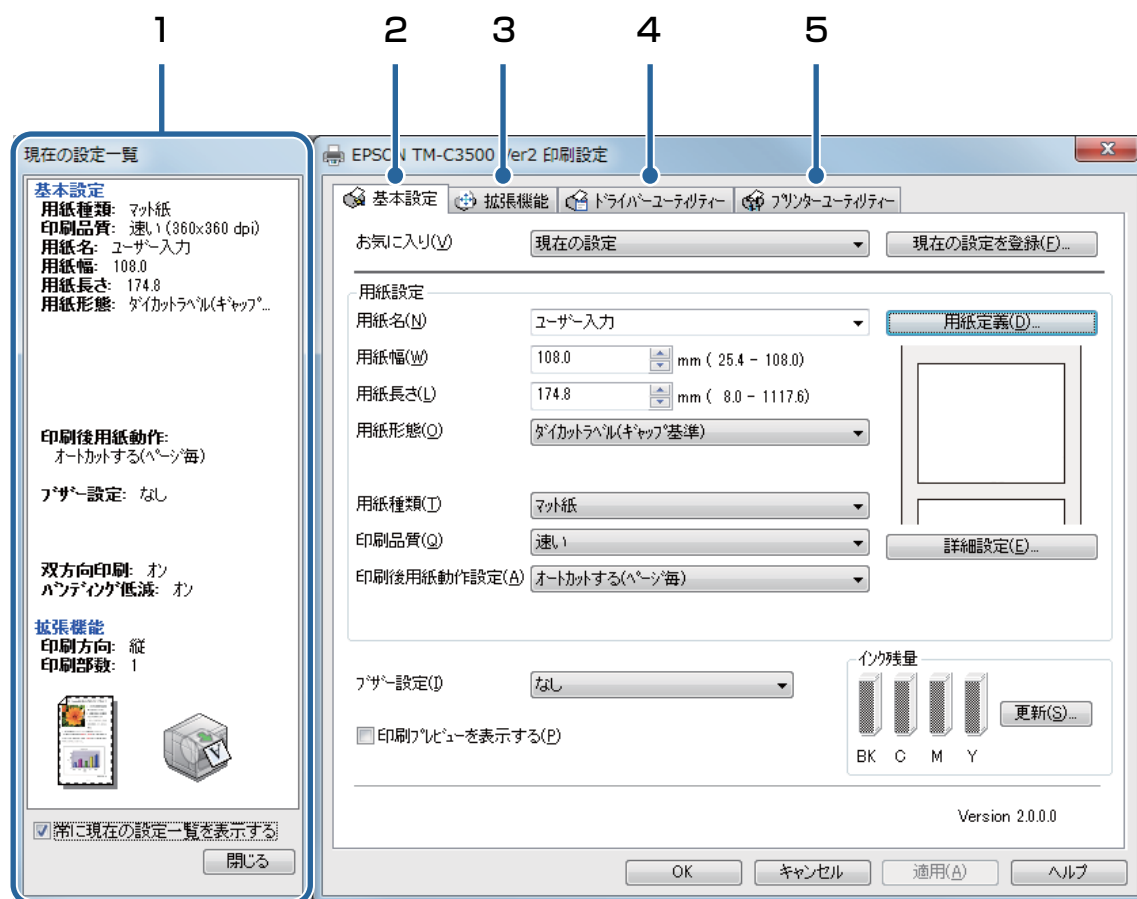 1 2 3 4 5
現在の設定一覧
基本設定
用紙種類: マット紙
印刷品質: 速い(360x360 dpi)
用紙名: ユーザー入力
用紙幅: 108.0
用紙長さ: 174.8
用紙形態: ダイカットラベル(ギャップ...
印刷後用紙動作:
オートカットする(ページ毎)
ブザー設定: なし
双方向印刷: オン
バンディング低減: オン
拡張機能
印刷方向: 縦
印刷部数: 1
常に現在の設定一覧を表示する
閉じる
EPSON TM-C3500 Ver2 印刷設定
基本設定 拡張機能 ドライバーユーティリティー プリンターユーティリティー
お気に入り(V) 現在の設定 現在の設定を登録(F)...
用紙設定
用紙名(N) ユーザー入力 用紙定義(D)...
用紙幅(W) 108.0 mm ( 25.4 - 108.0)
用紙長さ(L) 174.8 mm ( 8.0 - 1117.6)
用紙形態(O) ダイカットラベル(ギャップ基準)
用紙種類(T) マット紙
印刷品質(Q) 速い 詳細設定(E)...
印刷後用紙動作設定(A) オートカットする(ページ毎)
ブザー設定(I) なし
印刷プレビューを表示する(P)
インク残量
更新(S)...
BK C M Y
Version 2.0.0.0
OK キャンセル 適用(A) ヘルプ